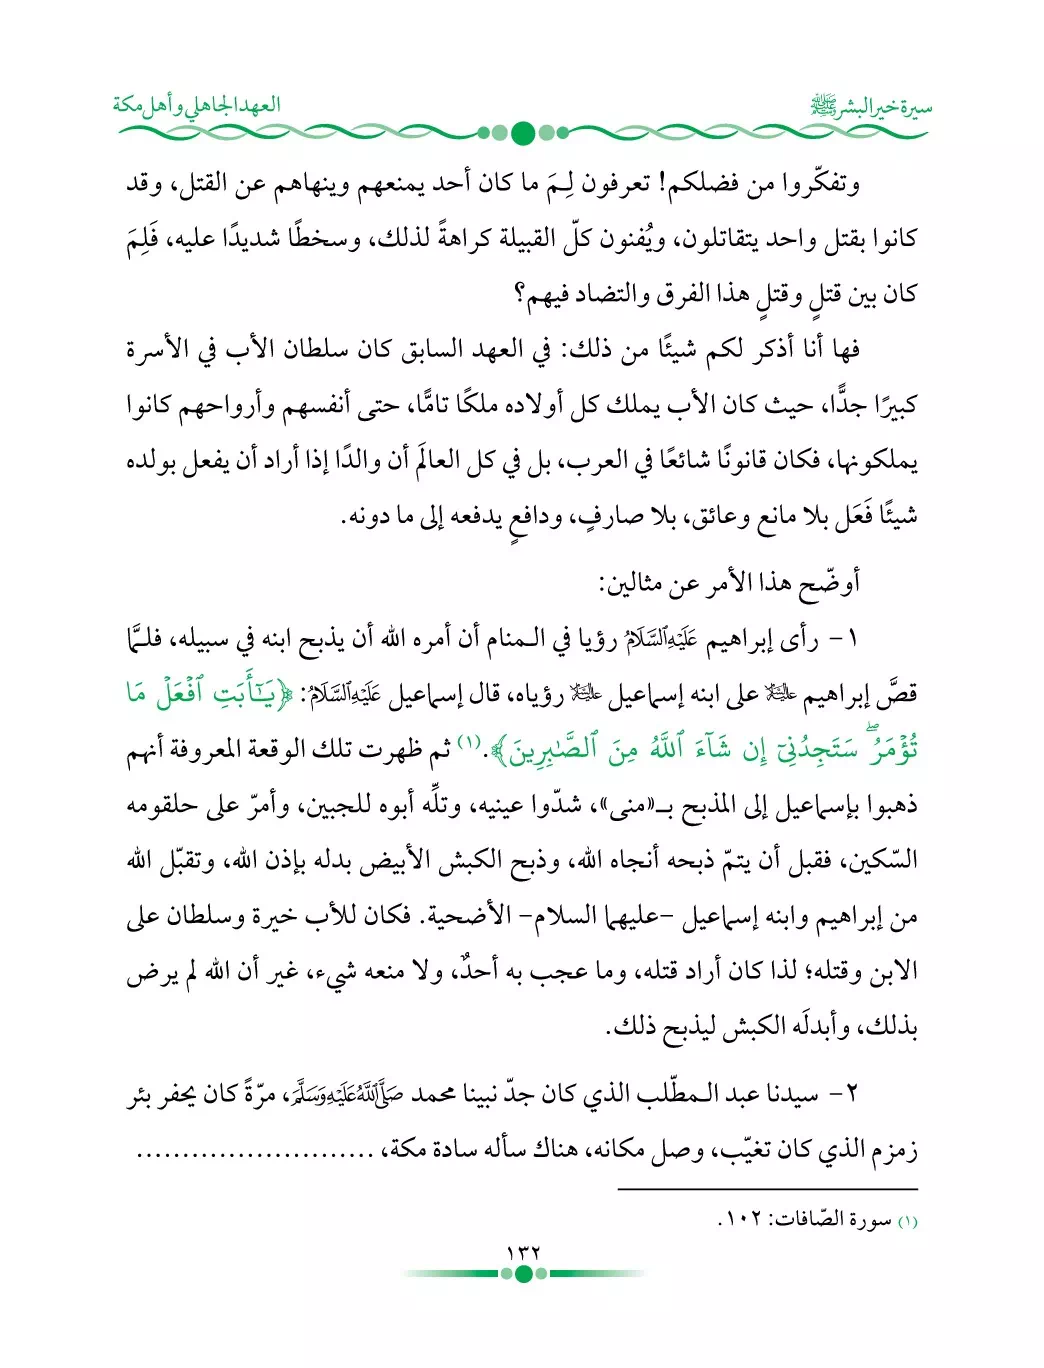 سيرة خير البشر ﷺ
العهد الجاهلي وأهل مكة
وتفكّروا من فضلكم! تعرفون لِـمَ ما كان أحد يمنعهم وينهاهم عن القتل، وقد
كانوا بقتل واحد يتقاتلون، ويُفنون كلّ القبيلة كراهةً لذلك، وسخطًا شديدًا عليه، فَلِمَ
كان بين قتلٍ وقتلٍ هذا الفرق والتضاد فيهم؟
فها أنا أذكر لكم شيئًا من ذلك: في العهد السابق كان سلطان الأب في الأسرة
كبيرًا جدًّا، حيث كان الأب يملك كل أولاده ملكًا تامًّا، حتى أنفسهم وأرواحهم كانوا
يملكونها، فكان قانونًا شائعًا في العرب، بل في كل العالَم أن والدًا إذا أراد أن يفعل بولده
شيئًا فَعَل بلا مانع وعائق، بلا صارفٍ، ودافعٍ يدفعه إلى ما دونه.
أوضّح هذا الأمر عن مثالين:
١- رأى إبراهيم عَلَيْهِ ٱلسَّلَامُ رؤيا في الـمنام أن أمره الله أن يذبح ابنه في سبيله، فلـمَّا
قصَّ إبراهيم ﵇ على ابنه إسماعيل ﵇ رؤياه، قال إسماعيل عَلَيْهِ ٱلسَّلَامُ: ﴿يَـٰٓأَبَتِ ٱفْعَلْ مَا
تُؤْمَرُ ۖ سَتَجِدُنِىٓ إِن شَآءَ ٱللَّهُ مِنَ ٱلصَّـٰبِرِينَ﴾.(١) ثم ظهرت تلك الوقعة المعروفة أنهم
ذهبوا بإسماعيل إلى المذبح بـ«منى»، شدّوا عينيه، وتلّه أبوه للجبين، وأمرّ على حلقومه
السّكين، فقبل أن يتمّ ذبحه أنجاه الله، وذبح الكبش الأبيض بدله بإذن الله، وتقبّل الله
من إبراهيم وابنه إسماعيل -عليهما السلام- الأضحية. فكان للأب خيرة وسلطان على
الابن وقتله؛ لذا كان أراد قتله، وما عجب به أحدٌ، ولا منعه شيء، غير أن الله لم يرض
بذلك، وأبدلَه الكبش ليذبح ذلك.
٢- سيدنا عبد الـمطّلب الذي كان جدّ نبينا محمد صَلَّى ٱللَّهُ عَلَيْهِ وَسَلَّمَ، مرّةً كان يحفر بئر
زمزم الذي كان تغيّب، وصل مكانه، هناك سأله سادة مكة، ..........................
(١) سورة الصّافات: ١٠٢.
١٣٢